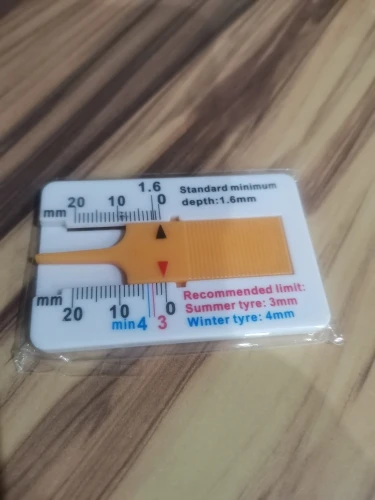 1.6
mm 20 10 0
Standard minimum
depth:1.6mm
mm 20 10 0
min 4 3
Recommended limit:
Summer tyre: 3mm
Winter tyre: 4mm